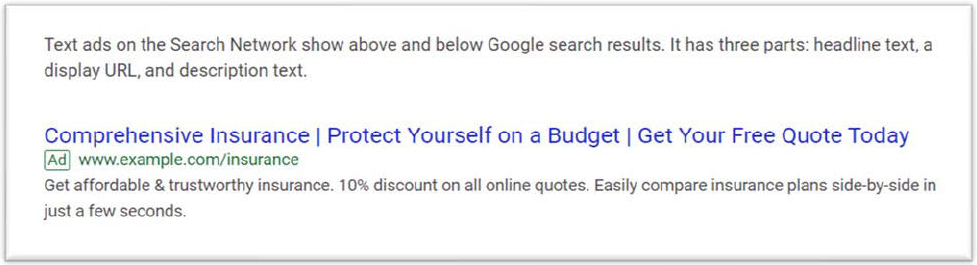 Text ads on the Search Network show above and below Google search results. It has three parts: headline text, a
display URL, and description text.
Comprehensive Insurance | Protect Yourself on a Budget | Get Your Free Quote Today
Ad www.example.com/insurance
Get affordable & trustworthy insurance. 10% discount on all online quotes. Easily compare insurance plans side-by-side in
just a few seconds.